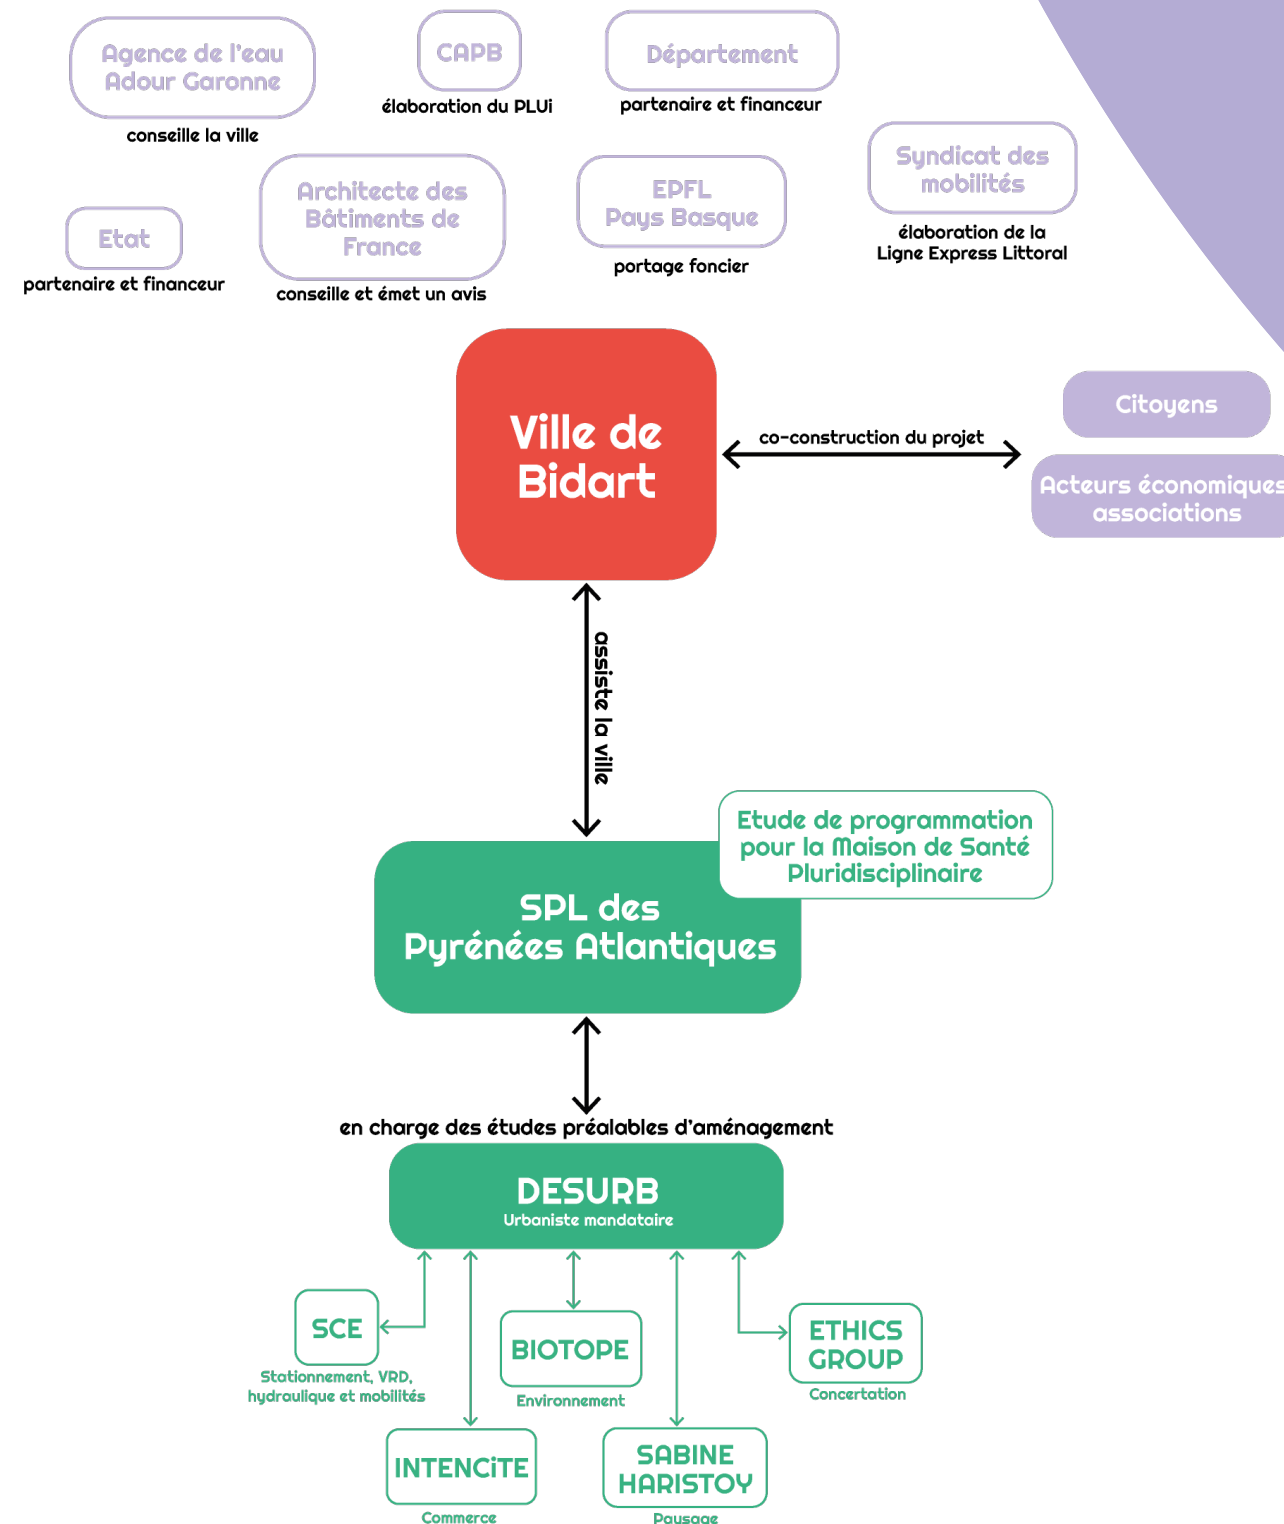 Agence de l'eau
Adour Garonne
conseille la ville
CAPB
élaboration du PLUi
Département
partenaire et financeur
Syndicat des
mobilités
élaboration de la
Ligne Express Littoral
Etat
partenaire et financeur
Architecte des
Bâtiments de
France
conseille et émet un avis
EPFL
Pays Basque
portage foncier
Ville de
Bidart
co-construction du projet
Citoyens
Acteurs économiques
associations
assiste la ville
Etude de programmation
pour la Maison de Santé
Pluridisciplinaire
SPL des
Pyrénées Atlantiques
en charge des études préalables d'aménagement
DESURB
Urbaniste mandataire
SCE
Stationnement, VRD,
hydraulique et mobilités
BIOTOPE
Environnement
ETHICS
GROUP
Concertation
INTENCiTE
Commerce
SABINE
HARISTOY
Paysage